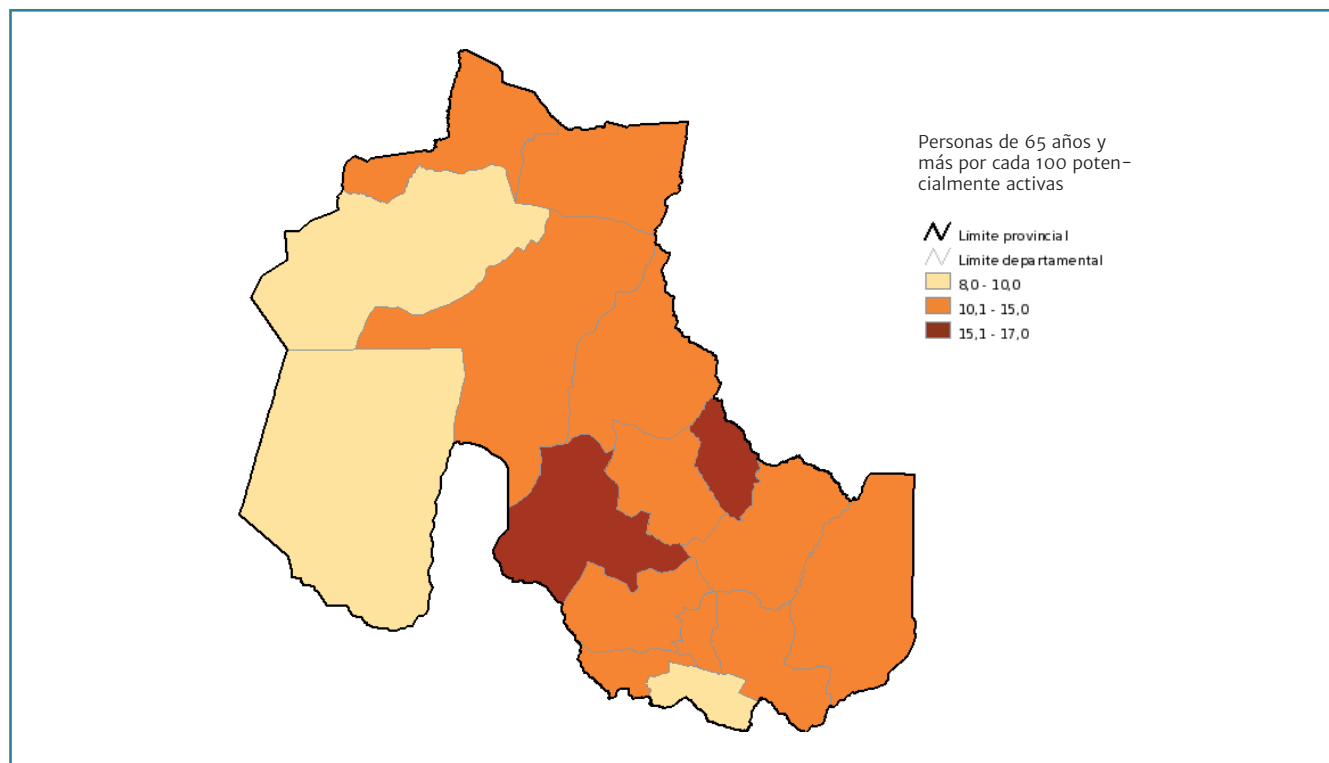 Personas de 65 años y
más por cada 100 poten-
cialmente activas
Límite provincial
Límite departamental
8,0 - 10,0
10,1 - 15,0
15,1 - 17,0